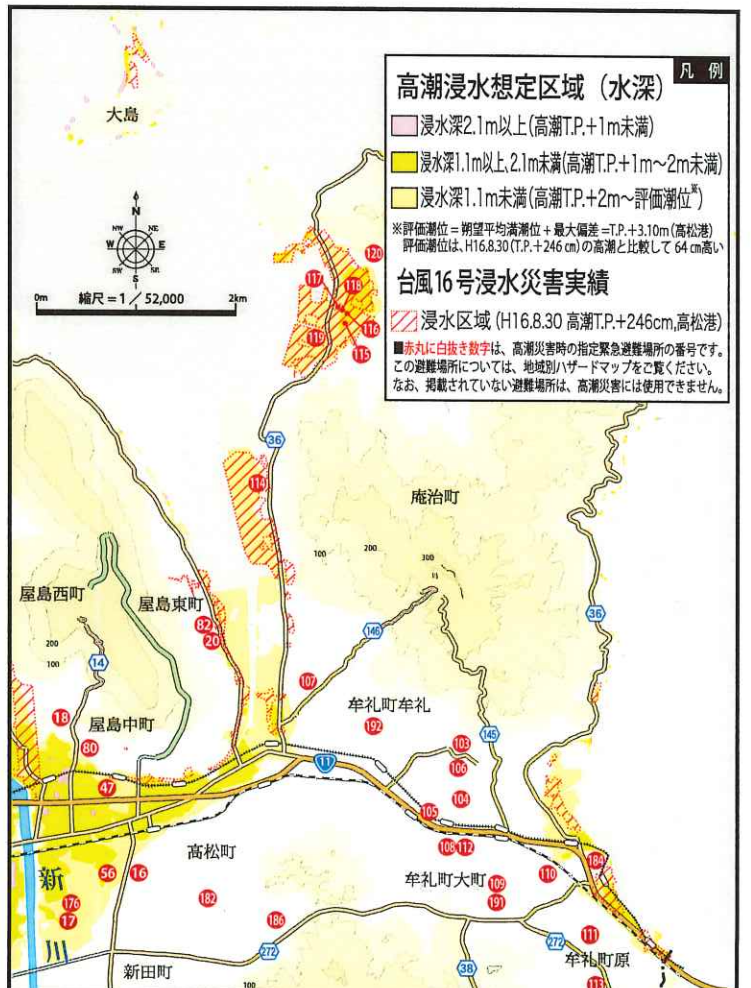 凡 例
高潮浸水想定区域（水深）
浸水深2.1m以上(高潮T.P.+1m未満)
浸水深1.1m以上、2.1m未満(高潮T.P.+1m～2m未満)
浸水深1.1m未満(高潮T.P.+2m～評価潮位※)
※評価潮位＝朔望平均満潮位＋最大偏差＝T.P.+3.10m(高松港)
評価潮位は、H16.8.30(T.P.+246㎝)の高潮と比較して64㎝高い
台風16号浸水災害実績
浸水区域(H16.8.30 高潮T.P.+246cm,高松港)
■赤丸に白抜き数字は、高潮災害時の指定緊急避難場所の番号です。
この避難場所については、地域別ハザードマップをご覧ください。
なお、掲載されていない避難場所は、高潮災害には使用できません。
大島
N
NW
NE
W
E
SW
SE
S
0m
縮尺＝1／52,000
2km
120
117
118
116
119
115
36
114
庵治町
100
200
300
屋島西町
屋島東町
82
20
146
36
200
100
14
107
牟礼町牟礼
18
屋島中町
192
145
80
103
106
11
47
104
105
高松町
108
112
184
新川
56
16
牟礼町大町
110
109
191
176
17
182
186
272
272
111
牟礼町原
新田町
100
38
113